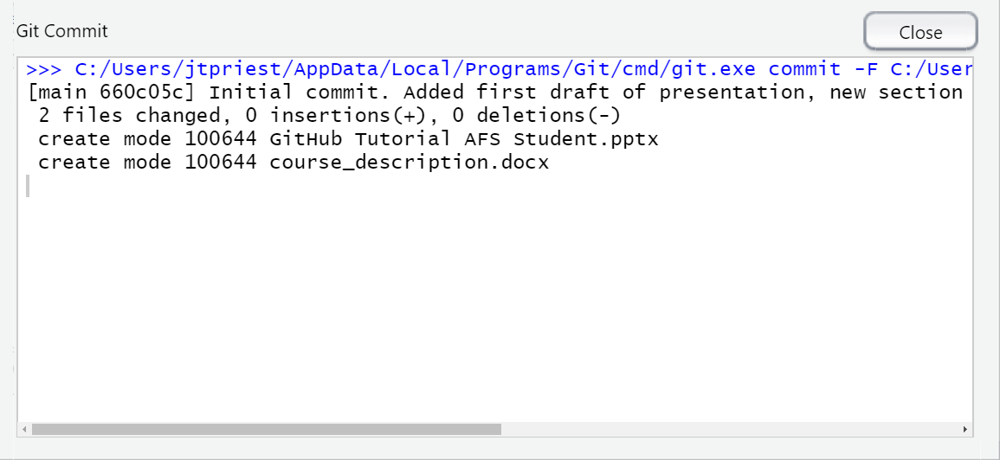 Git Commit
Close
>>> C:/Users/jtpriest/AppData/Local/Programs/Git/cmd/git.exe commit -F C:/User
[main 660c05c] Initial commit. Added first draft of presentation, new section
2 files changed, 0 insertions(+), 0 deletions(-)
create mode 100644 GitHub Tutorial AFS Student.pptx
create mode 100644 course_description.docx